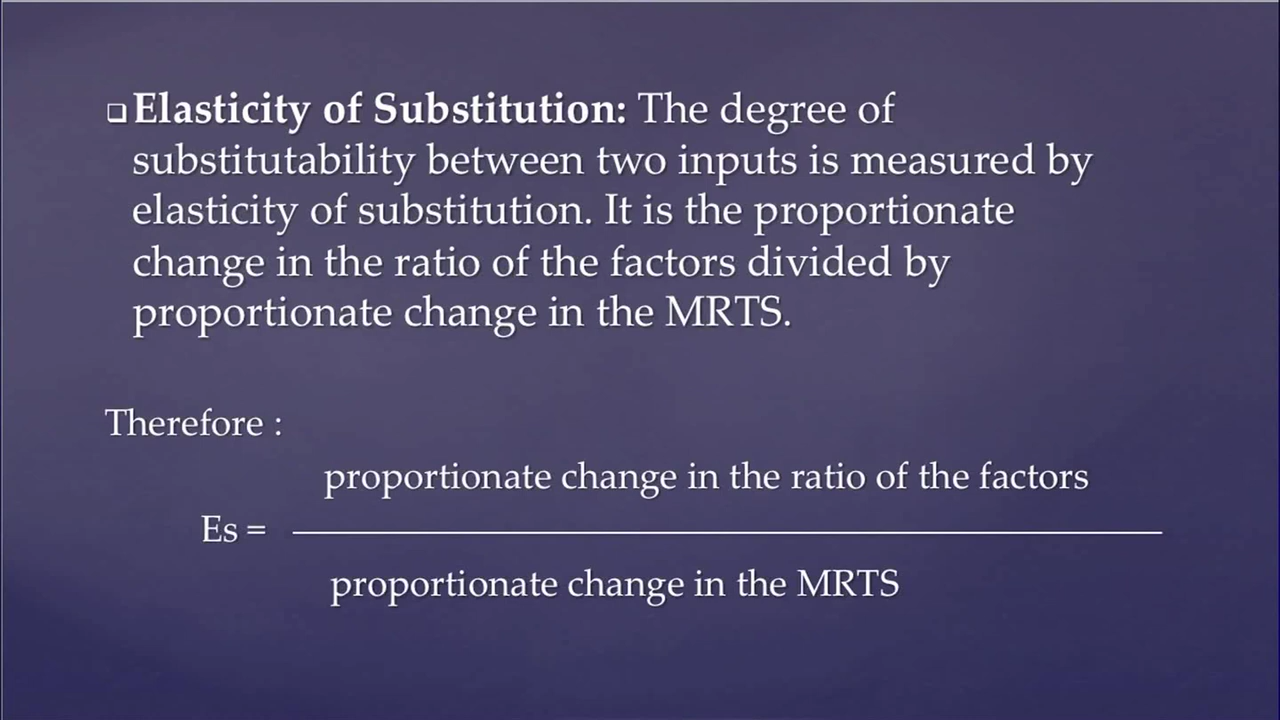 ❑Elasticity of Substitution: The degree of
substitutability between two inputs is measured by
elasticity of substitution. It is the proportionate
change in the ratio of the factors divided by
proportionate change in the MRTS.
Therefore :
proportionate change in the ratio of the factors
Es =
proportionate change in the MRTS